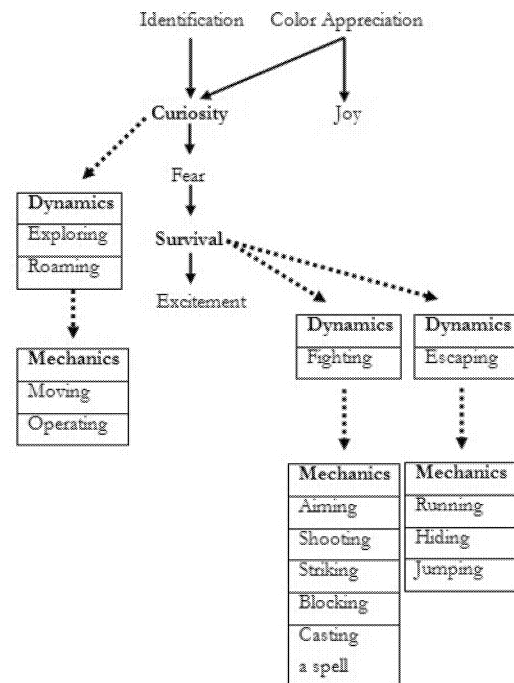 Identification Color Appreciation
Curiosity Joy
Fear
Dynamics
Exploring
Roaming
Survival
Excitement
Mechanics
Moving
Operating
Dynamics
Fighting
Dynamics
Escaping
Mechanics
Aiming
Shooting
Striking
Blocking
Casting
a spell
Mechanics
Running
Hiding
Jumping